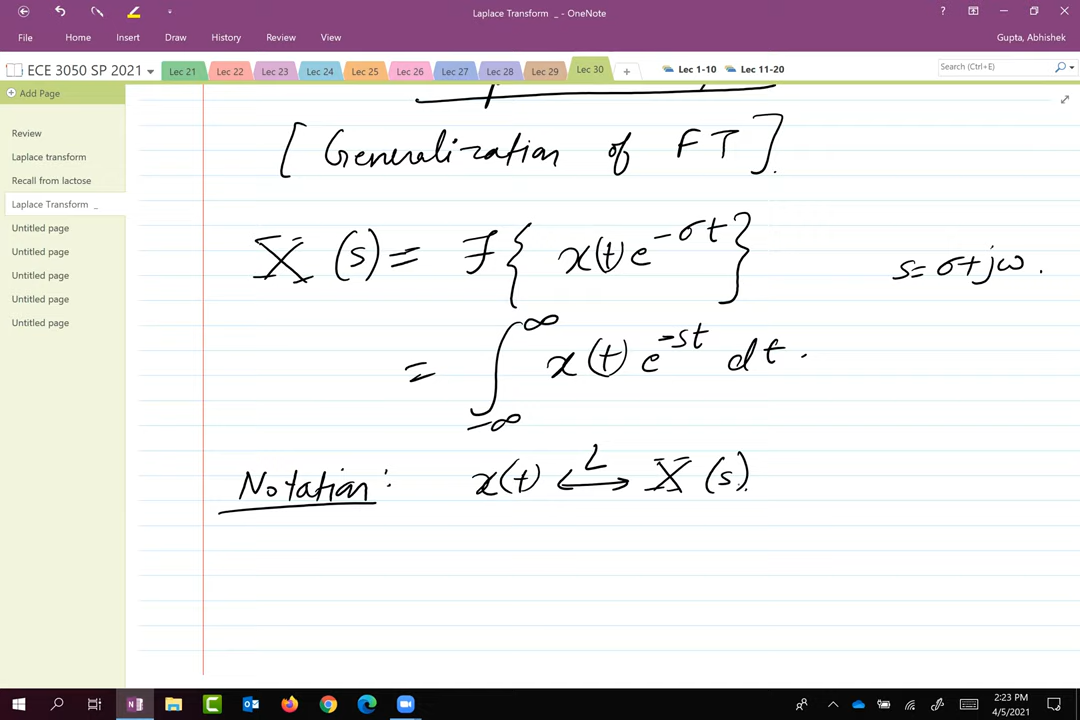 Laplace Transform _ - OneNote
File Home Insert Draw History Review View
Gupta, Abhishek
ECE 3050 SP 2021 Lec 21 Lec 22 Lec 23 Lec 24 Lec 25 Lec 26 Lec 27 Lec 28 Lec 29 Lec 30 + Lec 1-10 Lec 11-20 Search (Ctrl+E)
Add Page
Review
Laplace transform
Recall from lactose
Laplace Transform _
Untitled page
Untitled page
Untitled page
Untitled page
Untitled page
[ Generalization of FT ]
X (s) = F{ x(t) e^{-σt} } s = σ + jω.
= ∫_{-∞}^{∞} x(t) e^{-st} dt.
Notation: x(t) ⟷^L X (s).
2:23 PM
4/5/2021